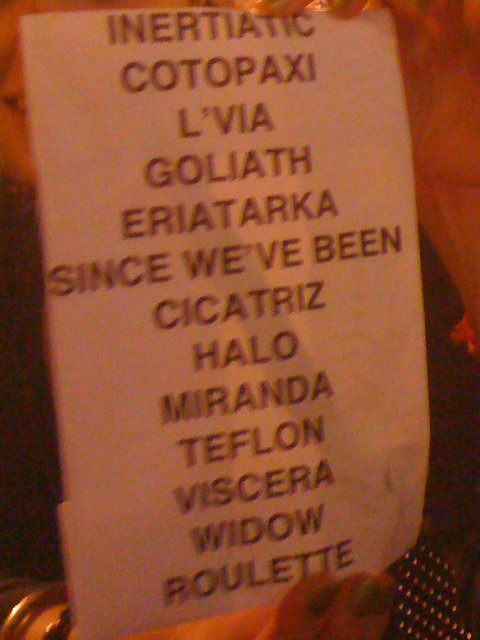 INERTIATIC
COTOPAXI
L'VIA
GOLIATH
ERIATARKA
SINCE WE'VE BEEN
CICATRIZ
HALO
MIRANDA
TEFLON
VISCERA
WIDOW
ROULETTE